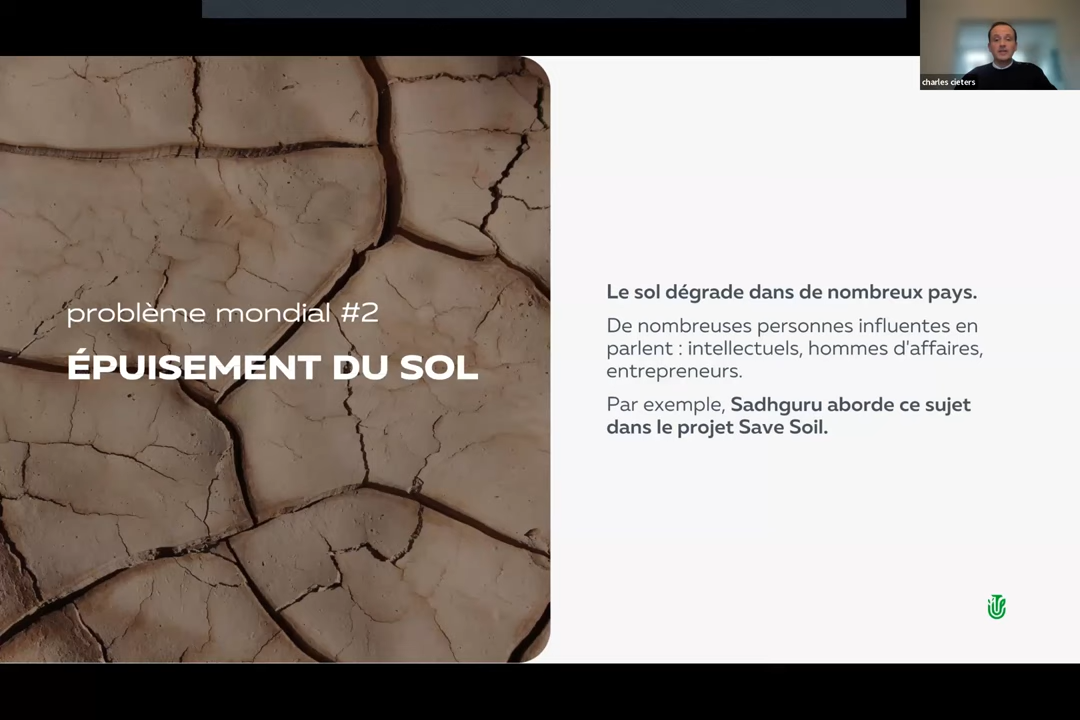 charles cieters
problème mondial #2
ÉPUISEMENT DU SOL
Le sol dégrade dans de nombreux pays.
De nombreuses personnes influentes en
parlent : intellectuels, hommes d'affaires,
entrepreneurs.
Par exemple, Sadhguru aborde ce sujet
dans le projet Save Soil.